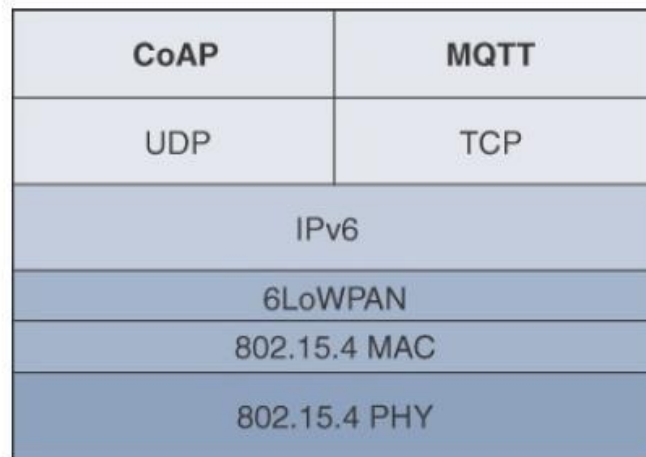 CoAP MQTT
UDP TCP
IPv6
6LoWPAN
802.15.4 MAC
802.15.4 PHY